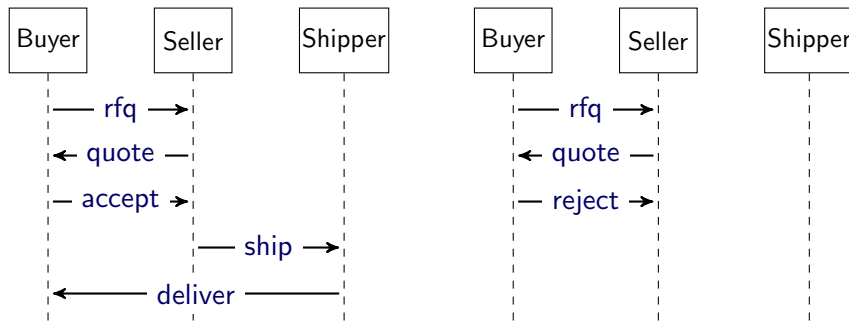 Buyer Seller Shipper
rfq
quote
accept
ship
deliver
Buyer Seller Shipper
rfq
quote
reject